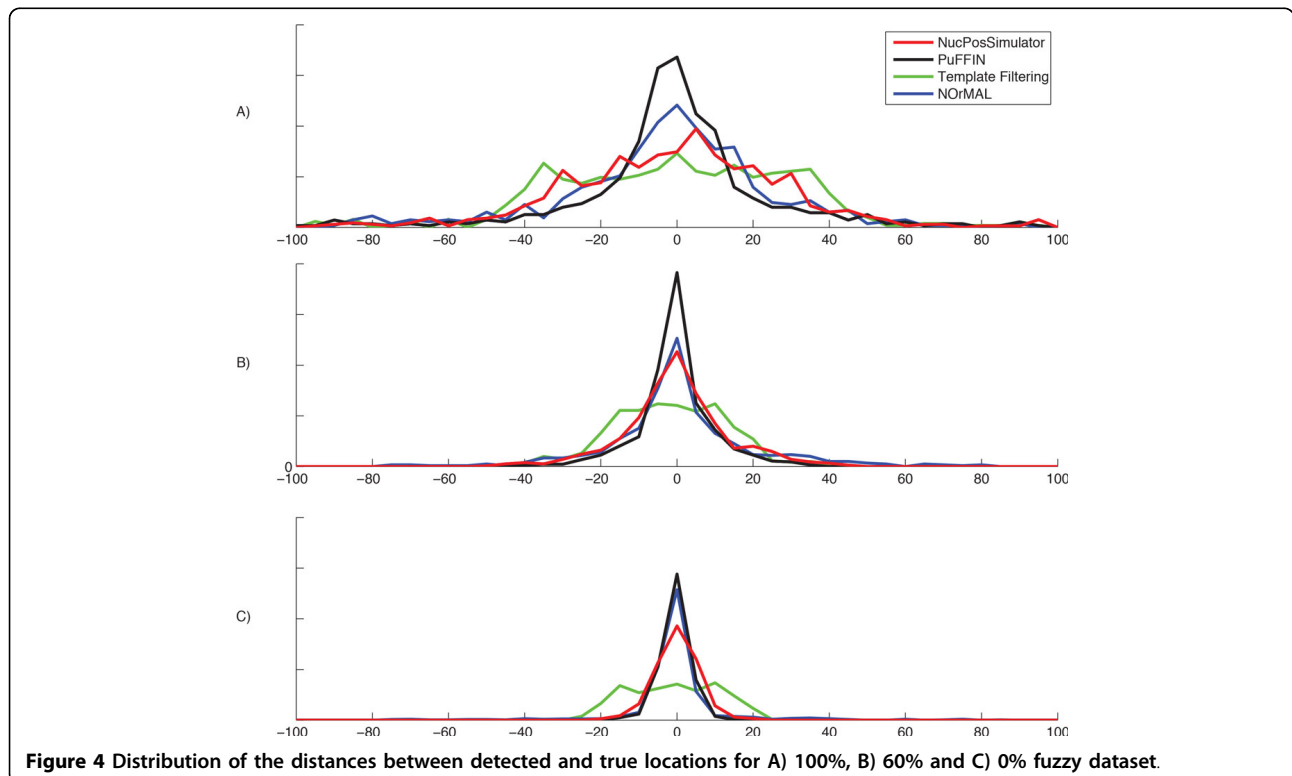 NucPosSimulator
PuFFIN
Template Filtering
NOrMAL
A)
−100 −80 −60 −40 −20 0 20 40 60 80 100
B)
0
−100 −80 −60 −40 −20 0 20 40 60 80 100
C)
−100 −80 −60 −40 −20 0 20 40 60 80 100
Figure 4 Distribution of the distances between detected and true locations for A) 100%, B) 60% and C) 0% fuzzy dataset.